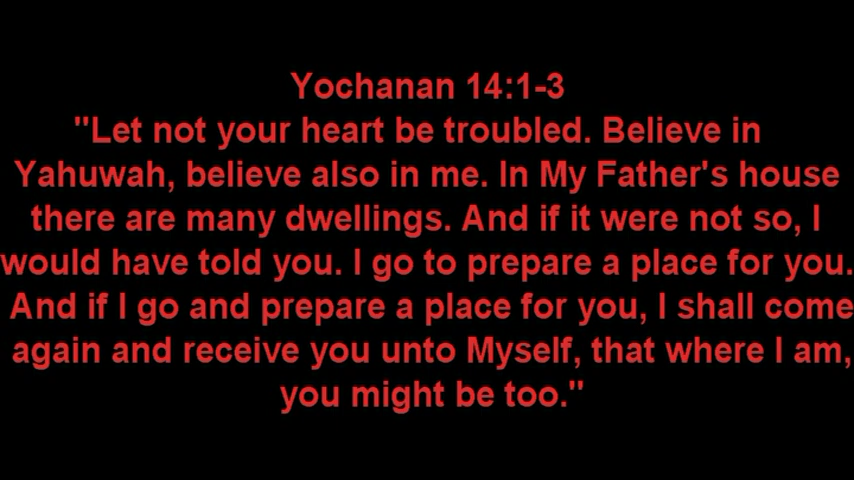 Yochanan 14:1-3
"Let not your heart be troubled. Believe in
Yahuwah, believe also in me. In My Father's house
there are many dwellings. And if it were not so, I
would have told you. I go to prepare a place for you.
And if I go and prepare a place for you, I shall come
again and receive you unto Myself, that where I am,
you might be too."